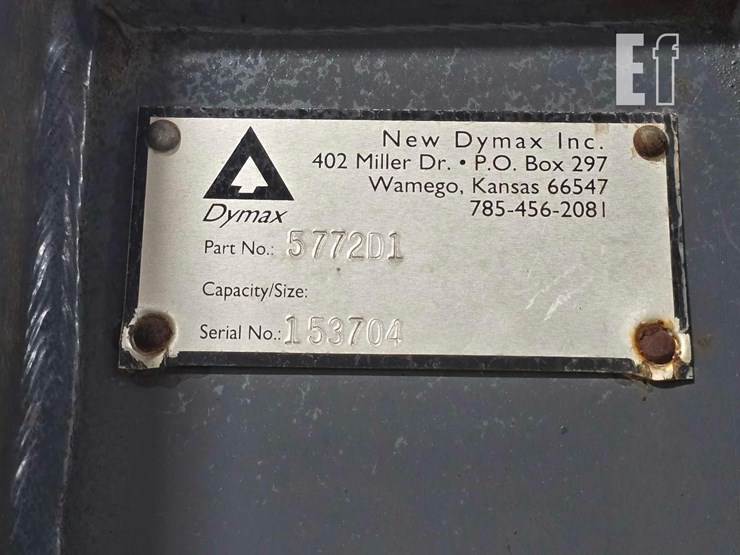 Ef
New Dymax Inc.
402 Miller Dr. • P.O. Box 297
Wamego, Kansas 66547
785-456-2081
Dymax
Part No.: 5772D1
Capacity/Size:
Serial No.: 153704